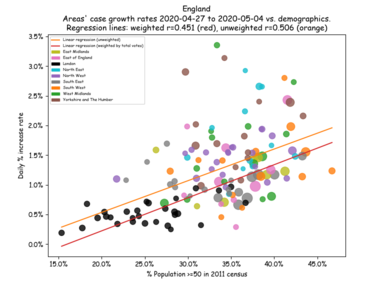 England
Areas' case growth rates 2020-04-27 to 2020-05-04 vs. demographics.
Regression lines: weighted r=0.451 (red), unweighted r=0.506 (orange)
Linear regression (unweighted)
Linear regression (weighted by total votes)
East Midlands
East of England
London
North East
North West
South East
South West
West Midlands
Yorkshire and The Humber
3.5%
3.0%
2.5%
2.0%
1.5%
1.0%
0.5%
0.0%
Daily % increase rate
15.0% 20.0% 25.0% 30.0% 35.0% 40.0% 45.0%
% Population >=50 in 2011 census